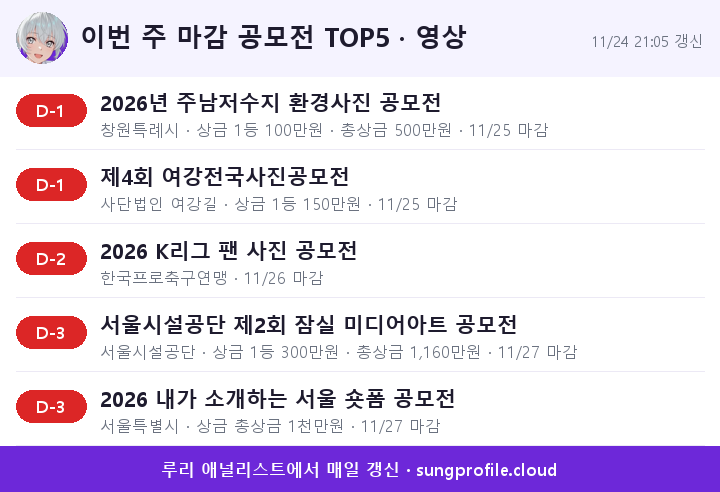 이번 주 마감 공모전 TOP5 · 영상
11/24 21:05 갱신
D-1
2026년 주남저수지 환경사진 공모전
창원특례시 · 상금 1등 100만원 · 총상금 500만원 · 11/25 마감
D-1
제4회 여강전국사진공모전
사단법인 여강길 · 상금 1등 150만원 · 11/25 마감
D-2
2026 K리그 팬 사진 공모전
한국프로축구연맹 · 11/26 마감
D-3
서울시설공단 제2회 잠실 미디어아트 공모전
서울시설공단 · 상금 1등 300만원 · 총상금 1,160만원 · 11/27 마감
D-3
2026 내가 소개하는 서울 숏폼 공모전
서울특별시 · 상금 총상금 1천만원 · 11/27 마감
루리 애널리스트에서 매일 갱신 · sungprofile.cloud